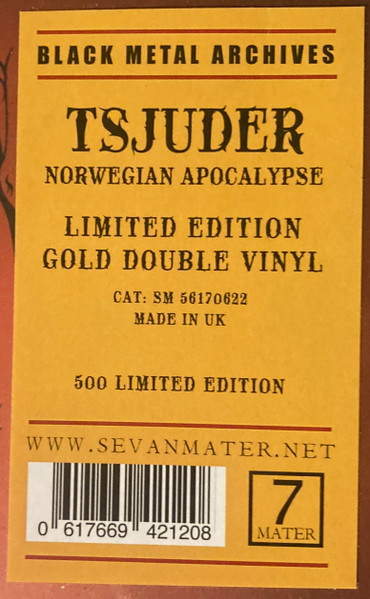 BLACK METAL ARCHIVES
TSJUDER
NORWEGIAN APOCALYPSE
LIMITED EDITION
GOLD DOUBLE VINYL
CAT: SM 56170622
MADE IN UK
500 LIMITED EDITION
WWW.SEVANMATER.NET
0 617669 421208
7
MATER